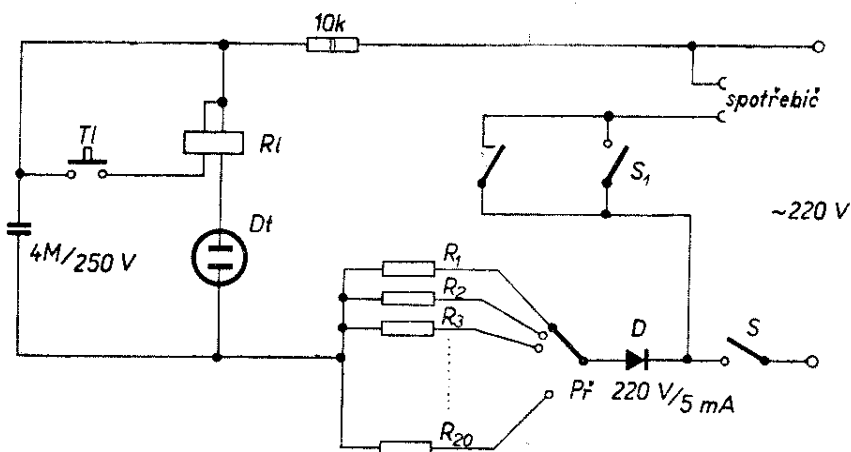 10k
spotřebič
Tl
Rl
S₁
~220 V
Dt
4M/250 V
R₁
R₂
R₃
D
S
Př
220 V/5 mA
R₂₀